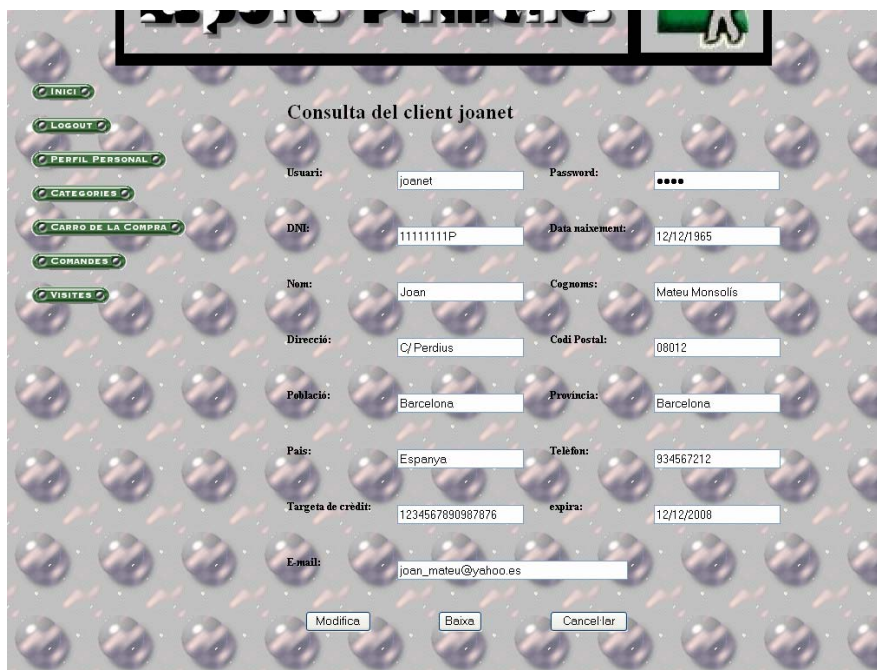 INICI
LOGOUT
PERFIL PERSONAL
CATEGORIES
CARRO DE LA COMPRA
COMANDES
VISITES
Consulta del client joanet
Usuari: joanet Password: ●●●●
DNI: 11111111P Data naixement: 12/12/1965
Nom: Joan Cognoms: Mateu Monsolís
Direcció: C/ Perdius Codi Postal: 08012
Població: Barcelona Província: Barcelona
Pais: Espanya Telèfon: 934567212
Targeta de crèdit: 1234567890987876 expira: 12/12/2008
E-mail: joan_mateu@yahoo.es
Modifica Baixa Cancel·lar